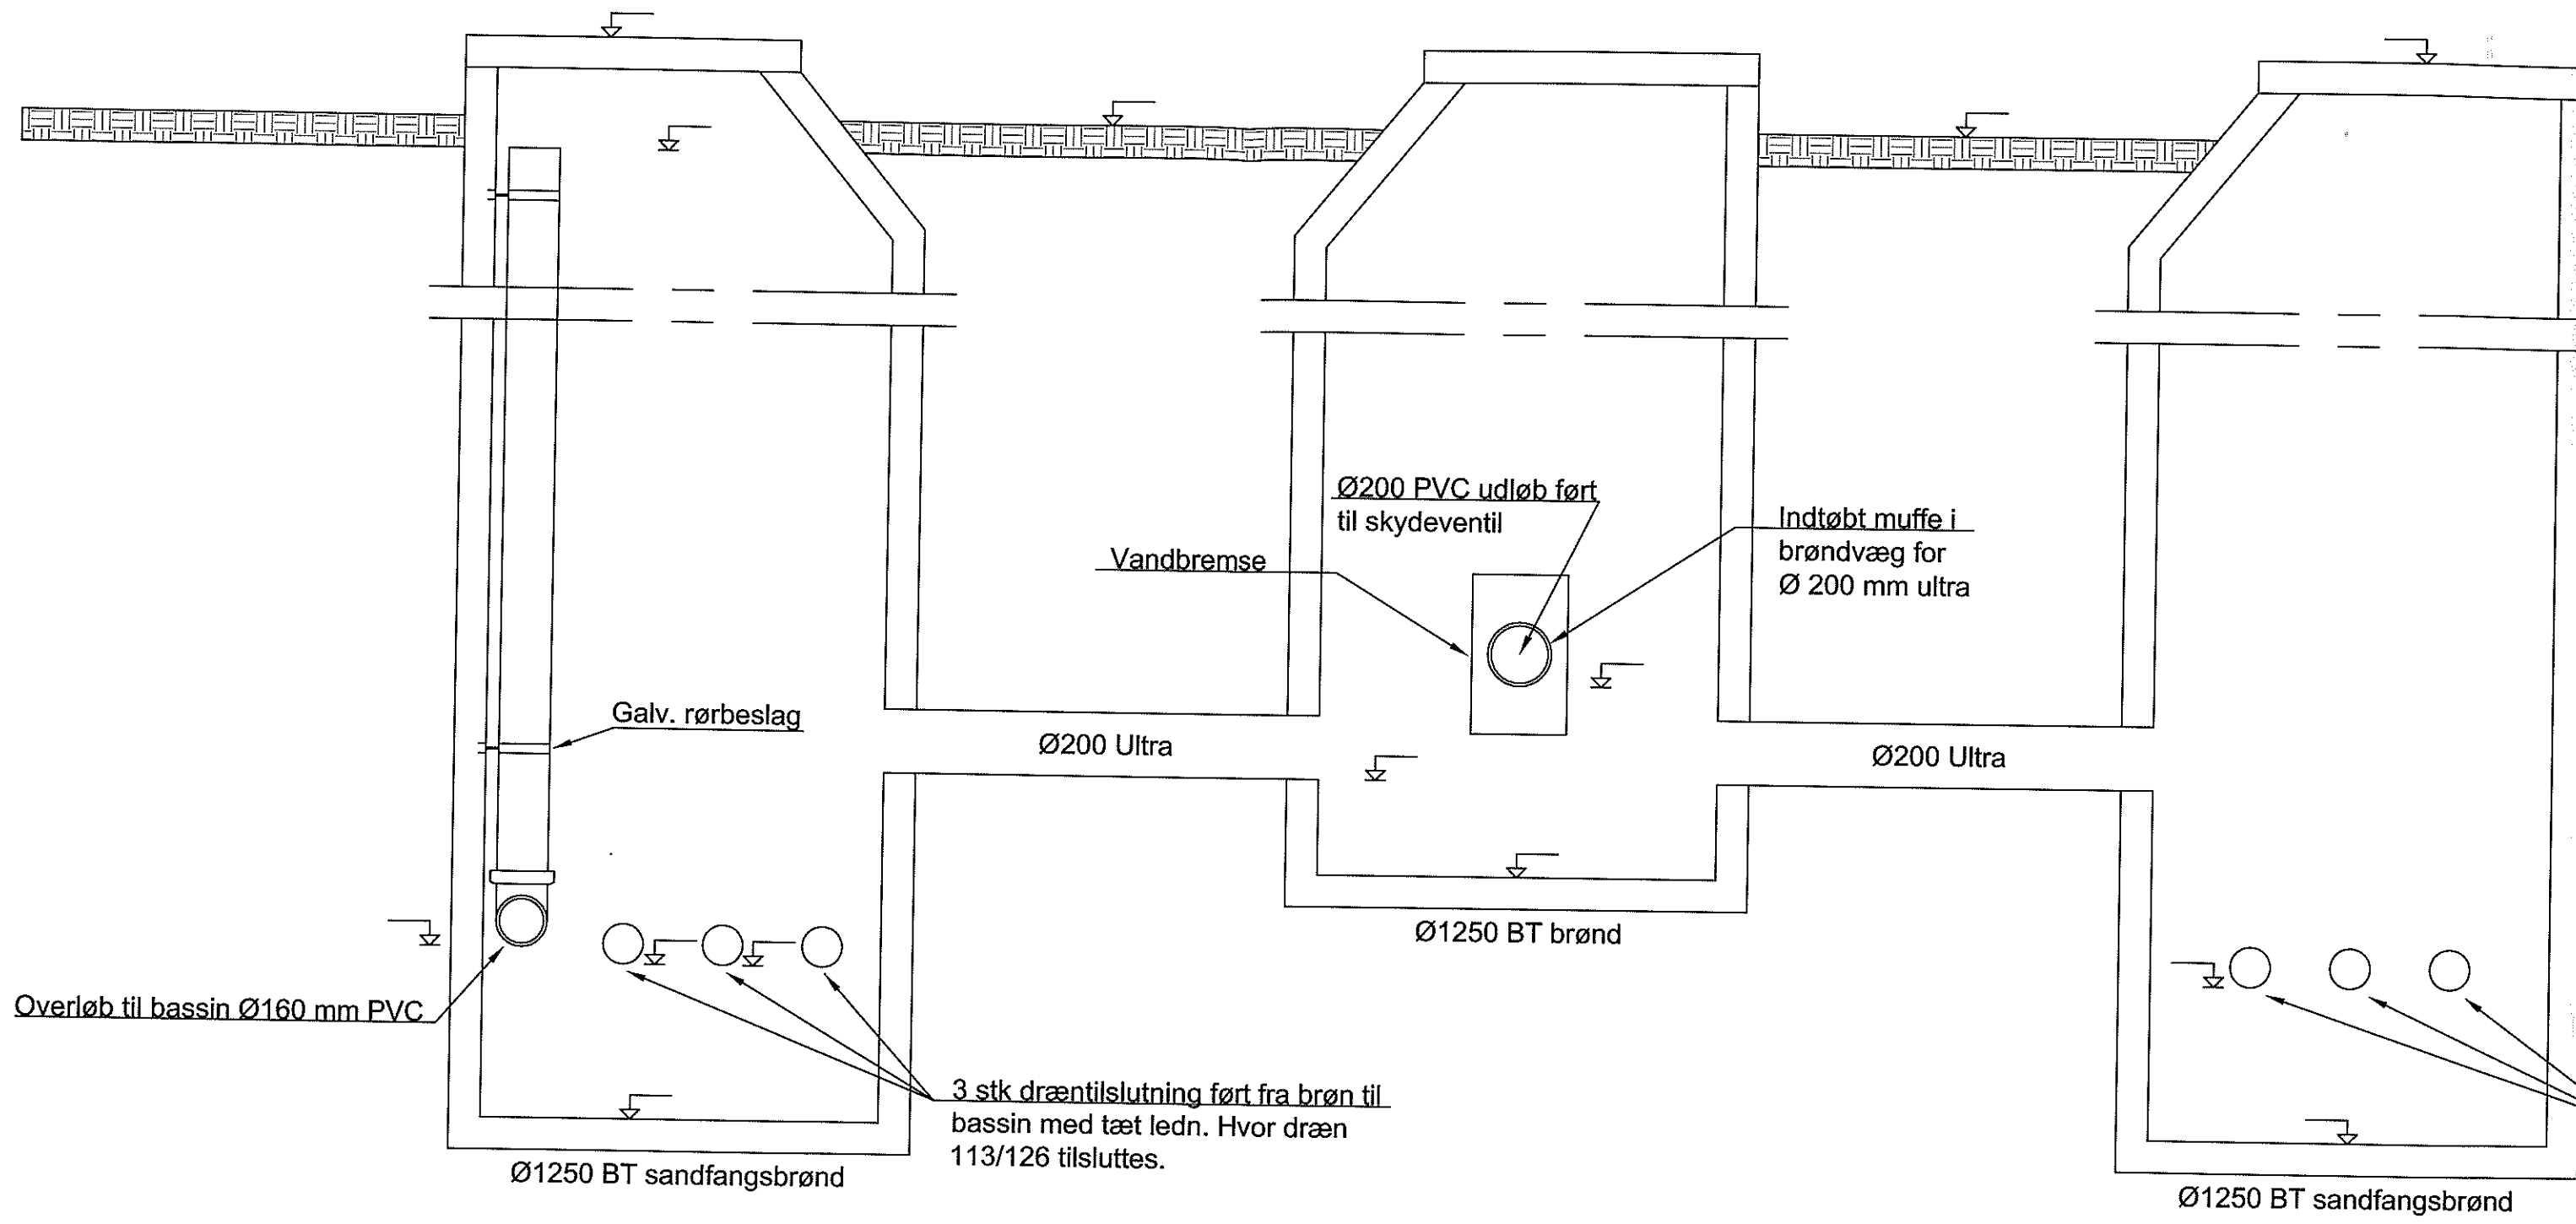 Ø200 PVC udløb ført
til skydeventil
Indtøbt muffe i
brøndvæg for
Ø 200 mm ultra
Vandbremse
Galv. rørbeslag
Ø200 Ultra
Ø200 Ultra
Ø1250 BT brønd
Overløb til bassin Ø160 mm PVC
3 stk dræntilslutning ført fra brøn til
bassin med tæt ledn. Hvor dræn
113/126 tilsluttes.
Ø1250 BT sandfangsbrønd
Ø1250 BT sandfangsbrønd